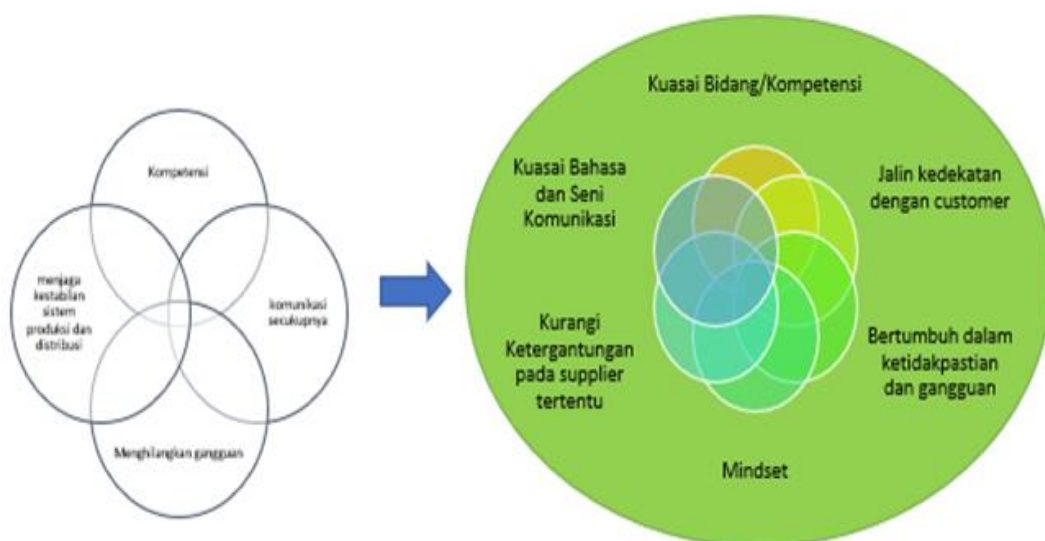 Kompetensi
menjaga
kestabilan
sistem
produksi dan
distribusi
komunikasi
secukupnya
Menghilangkan gangguan
Kuasai Bidang/Kompetensi
Kuasai Bahasa
dan Seni
Komunikasi
Jalin kedekatan
dengan customer
Kurangi
Ketergantungan
pada supplier
tertentu
Bertumbuh dalam
ketidakpastian
dan gangguan
Mindset